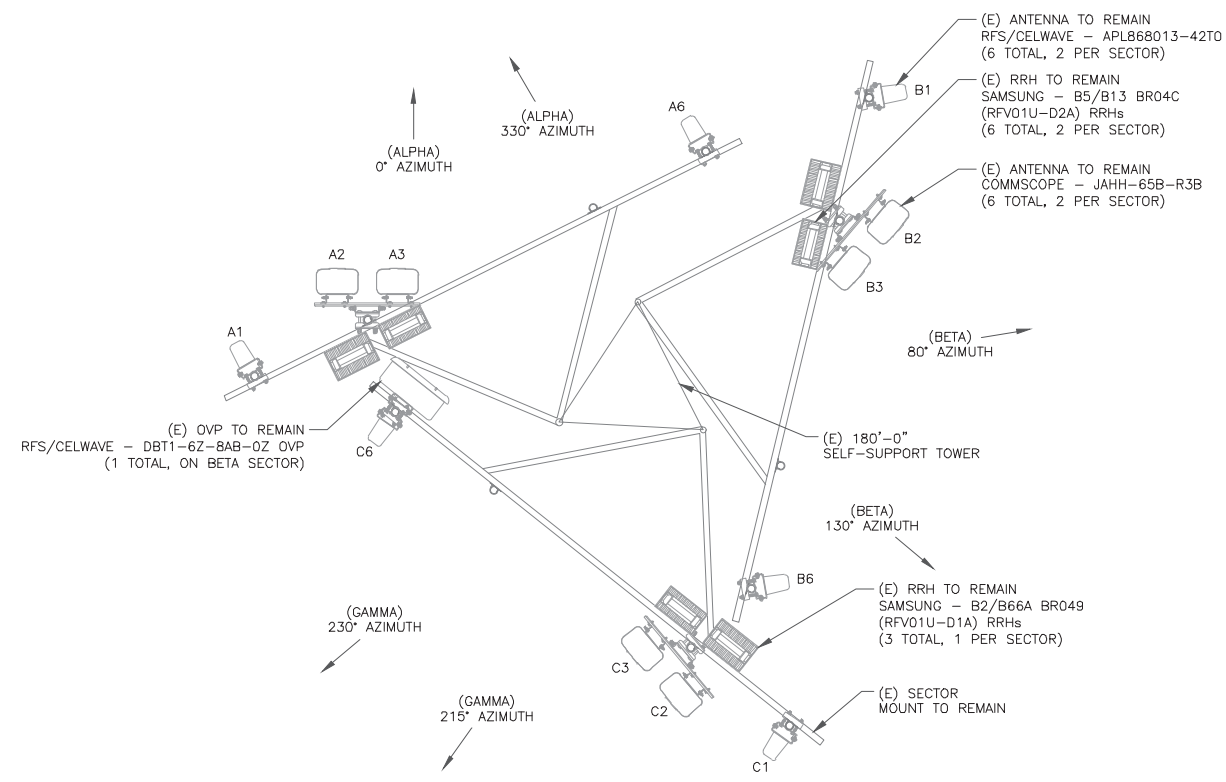 (E) ANTENNA TO REMAIN
RFS/CELWAVE – APL868013-42T0
(6 TOTAL, 2 PER SECTOR)
(E) RRH TO REMAIN
SAMSUNG – B5/B13 BR04C
(RFV01U-D2A) RRHs
(6 TOTAL, 2 PER SECTOR)
(E) ANTENNA TO REMAIN
COMMSCOPE – JAHH-65B-R3B
(6 TOTAL, 2 PER SECTOR)
B1
A6
(ALPHA)
330° AZIMUTH
(ALPHA)
0° AZIMUTH
B2
B3
A2
A3
A1
(BETA)
80° AZIMUTH
(E) OVP TO REMAIN
RFS/CELWAVE – DBT1-6Z-8AB-0Z OVP
(1 TOTAL, ON BETA SECTOR)
C6
(E) 180'-0"
SELF-SUPPORT TOWER
(BETA)
130° AZIMUTH
B6
(E) RRH TO REMAIN
SAMSUNG – B2/B66A BR049
(RFV01U-D1A) RRHs
(3 TOTAL, 1 PER SECTOR)
(GAMMA)
230° AZIMUTH
C3
C2
(E) SECTOR
MOUNT TO REMAIN
(GAMMA)
215° AZIMUTH
C1